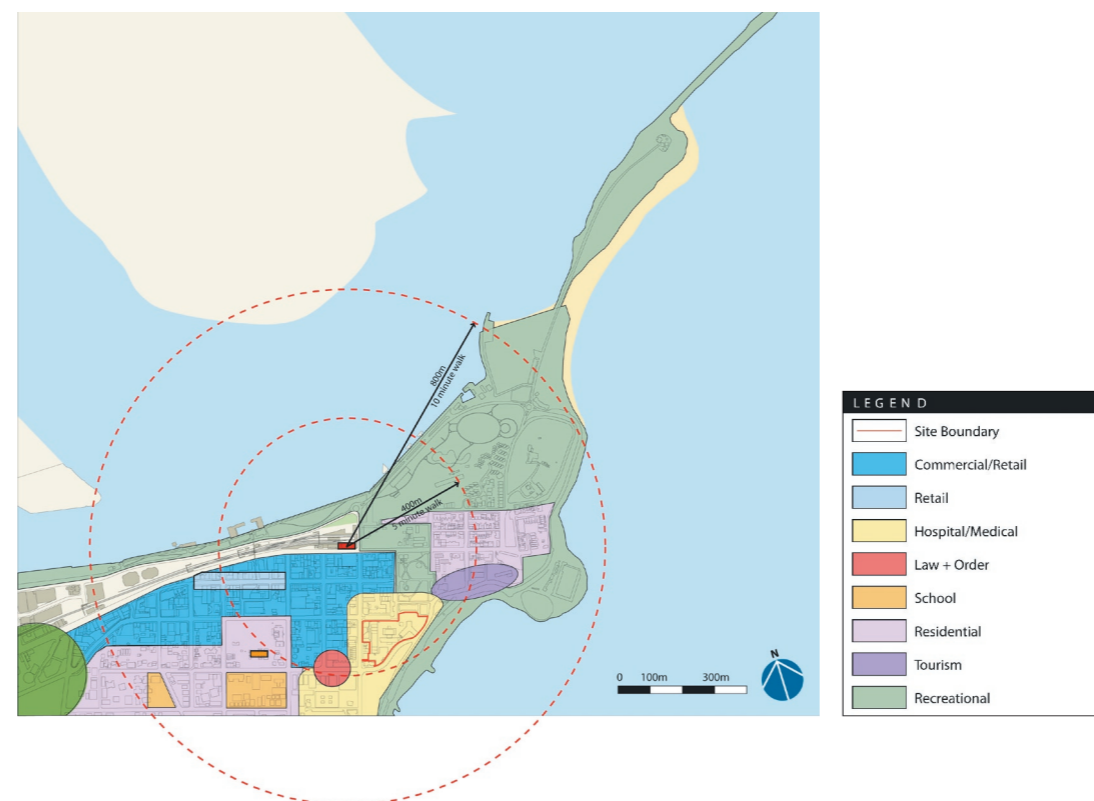 800m
10 minute walk
400m
5 minute walk
0 100m 300m
N
LEGEND
Site Boundary
Commercial/Retail
Retail
Hospital/Medical
Law + Order
School
Residential
Tourism
Recreational